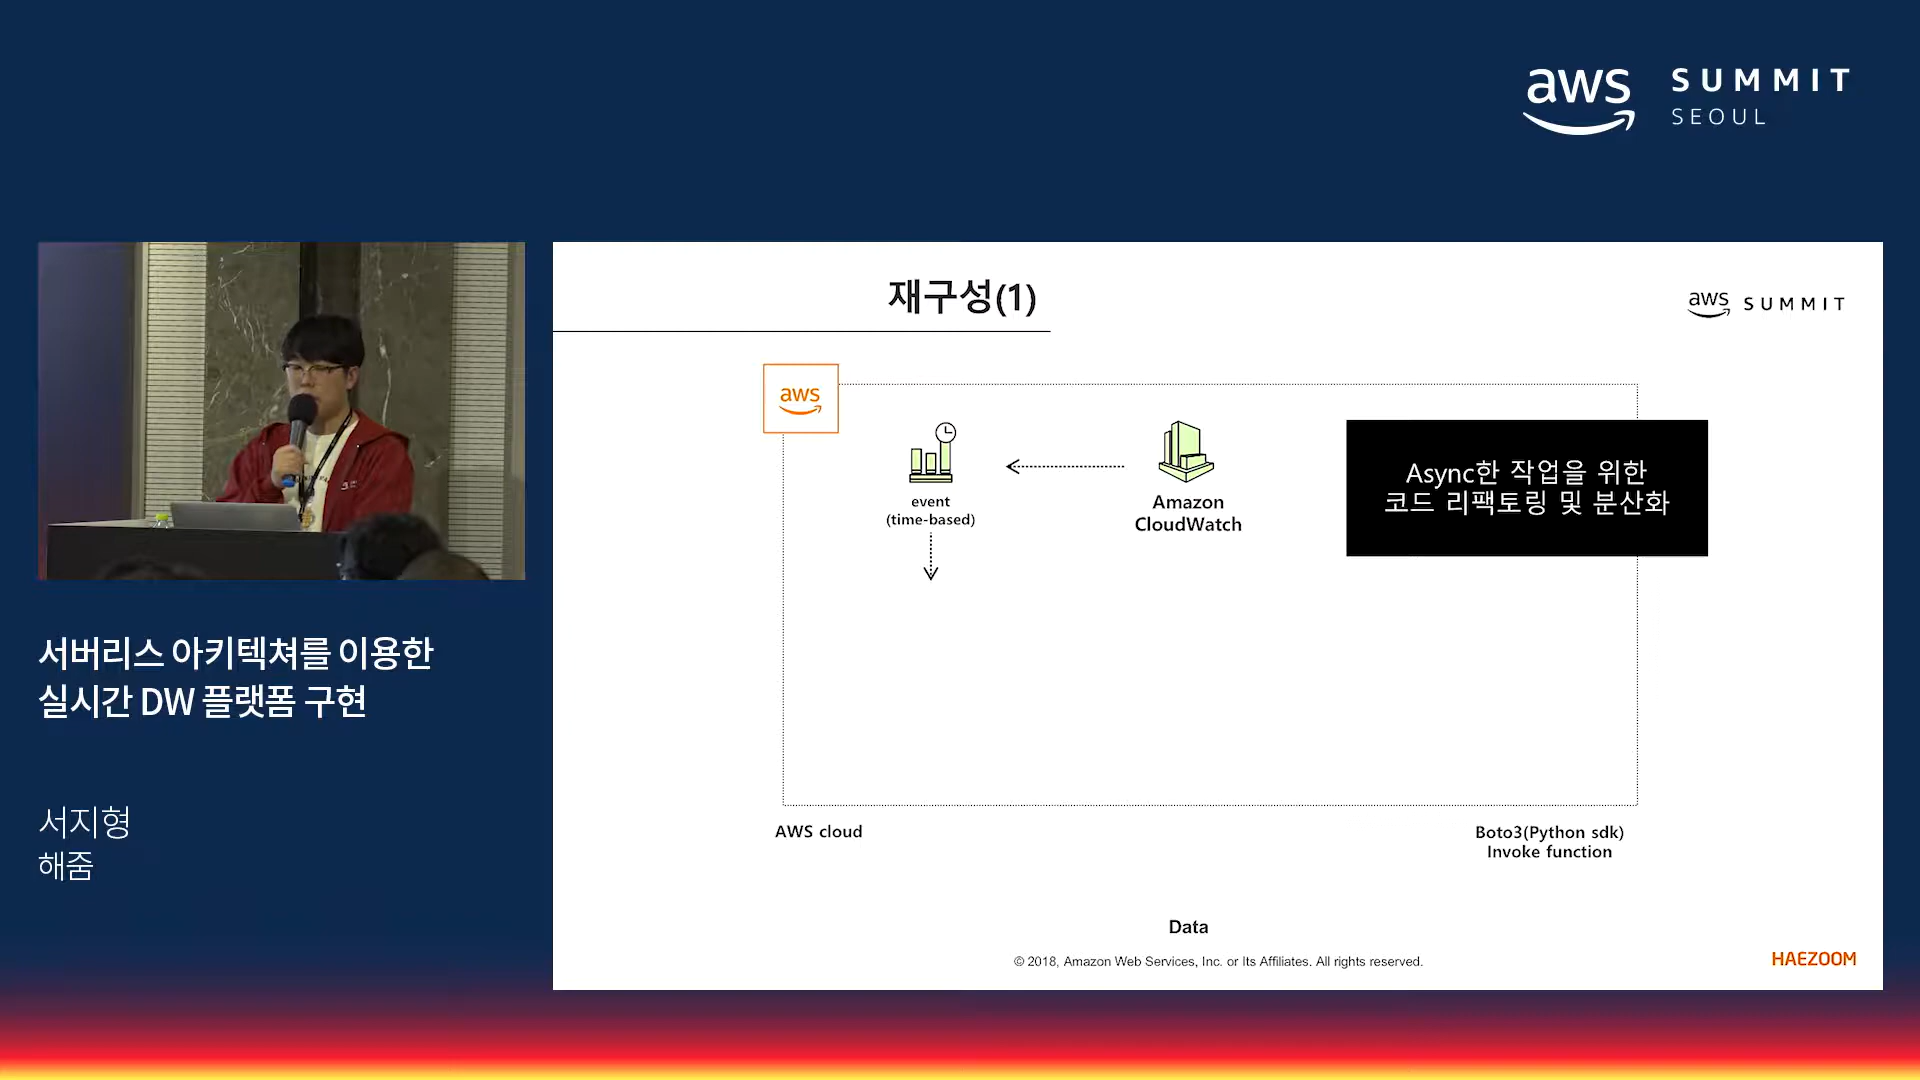 aws SUMMIT
SEOUL
재구성(1)
aws SUMMIT
aws
event
(time-based)
Amazon
CloudWatch
Async한 작업을 위한
코드 리팩토링 및 분산화
AWS cloud
Boto3(Python sdk)
Invoke function
Data
© 2018, Amazon Web Services, Inc. or Its Affiliates. All rights reserved.
HAEZOOM
서버리스 아키텍쳐를 이용한
실시간 DW 플랫폼 구현
서지형
해줌